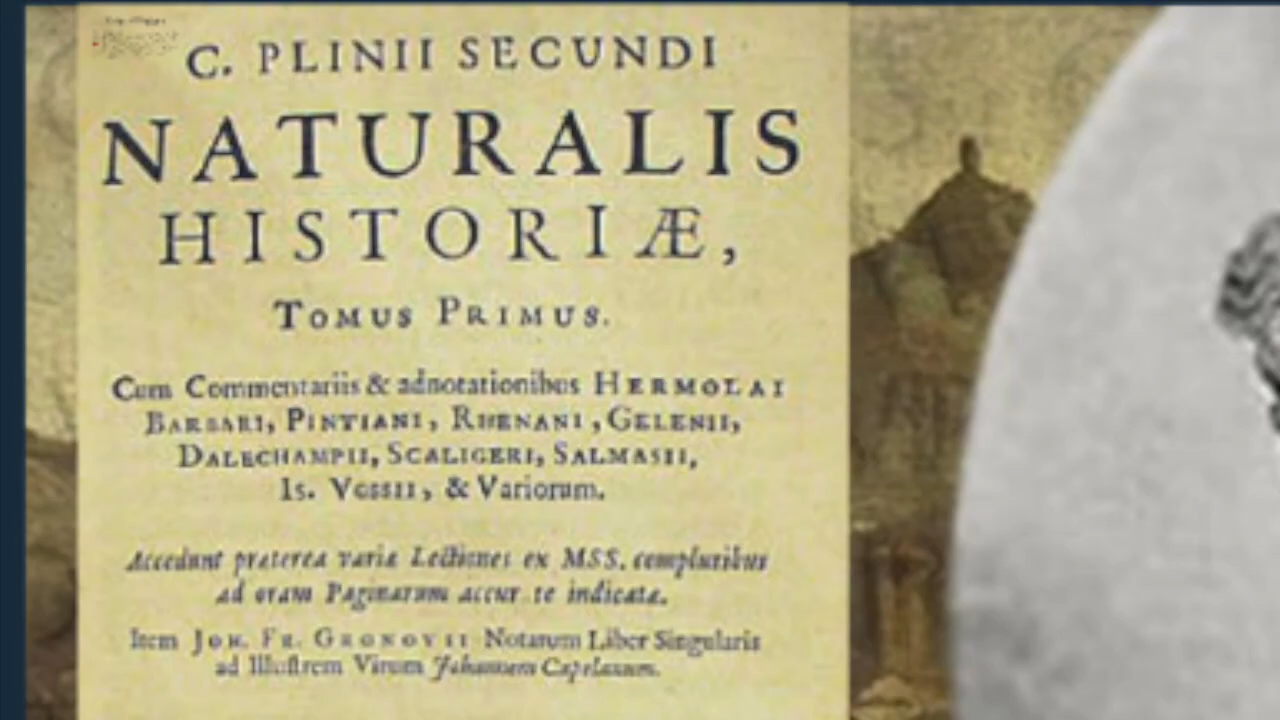 C. PLINII SECUNDI
NATURALIS
HISTORIÆ,
TOMUS PRIMUS.
Cum Commentariis & adnotationibus HERMOLAI
BARBARI, PINTIANI, RHENANI, GELENII,
DALECHAMPII, SCALIGERI, SALMASII,
Is. VOSSII, & Variorum.
Accedunt præterea variæ Lectiones ex MSS. compluribus
ad oram Paginarum accur te indicatæ.
Item JOH. FR. GRONOVII Notarum Liber Singularis
ad Illustrem Virum Johannem Capelanum.